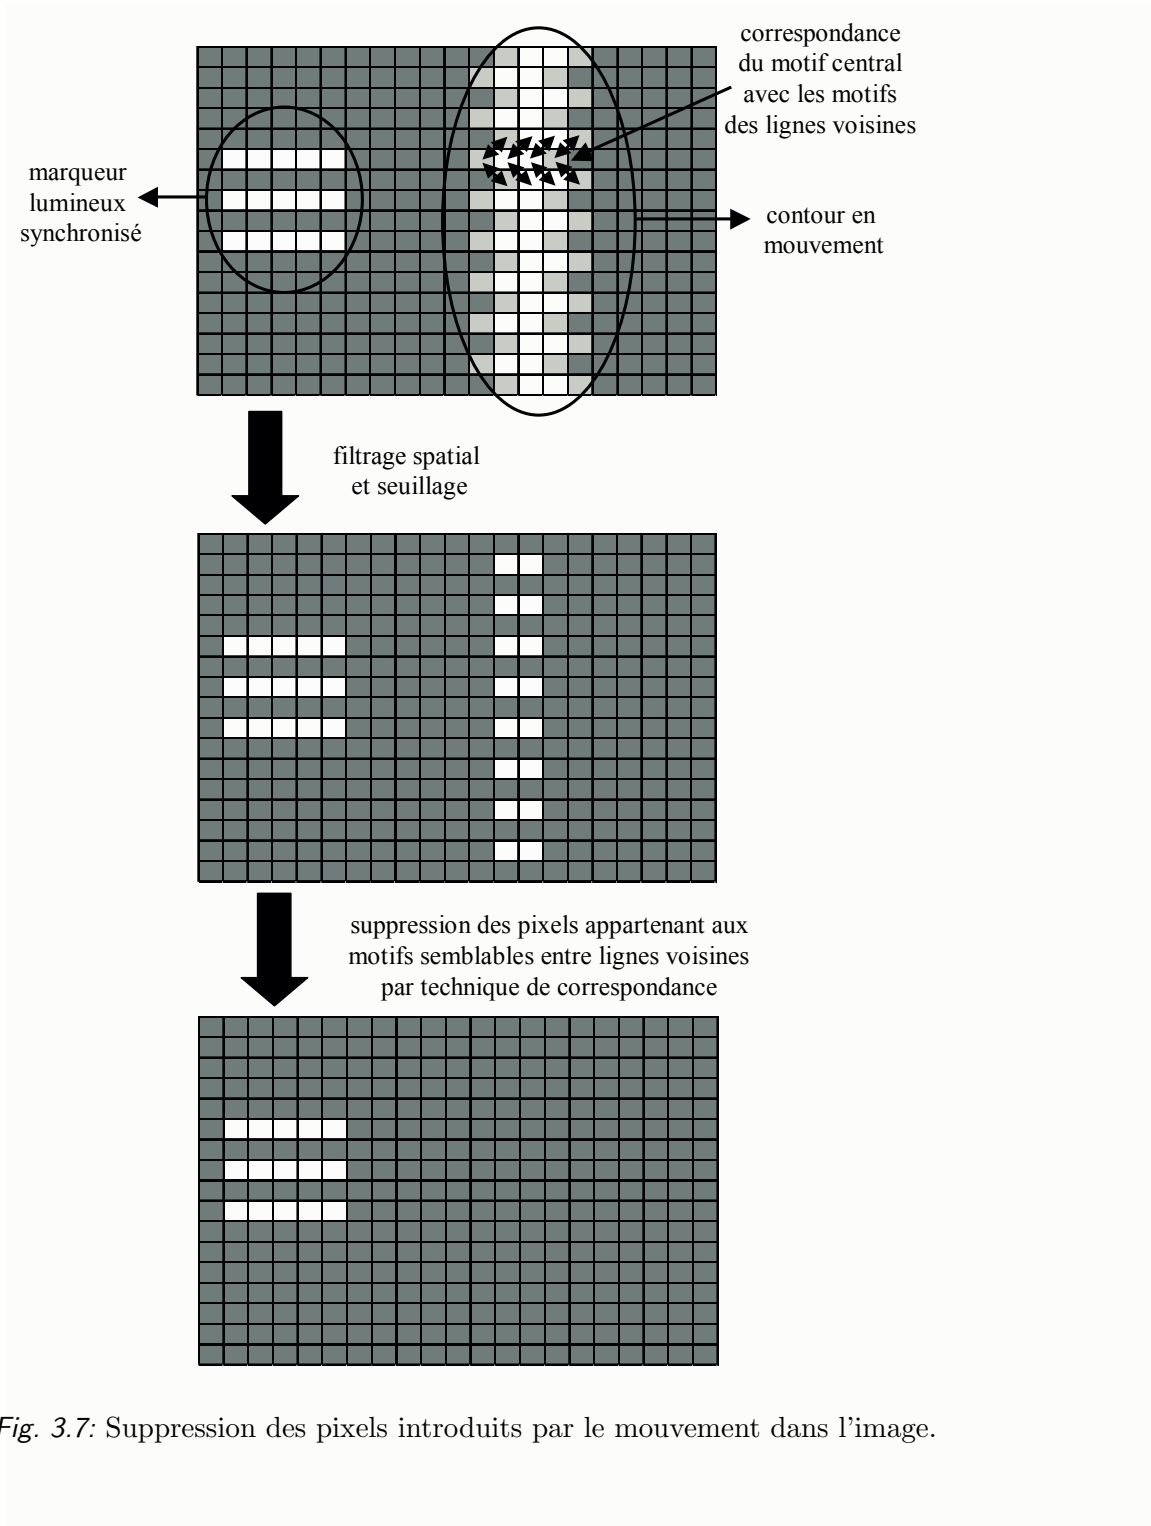 correspondance
du motif central
avec les motifs
des lignes voisines
marqueur
lumineux
synchronisé
contour en
mouvement
filtrage spatial
et seuillage
suppression des pixels appartenant aux
motifs semblables entre lignes voisines
par technique de correspondance
Fig. 3.7: Suppression des pixels introduits par le mouvement dans l'image.